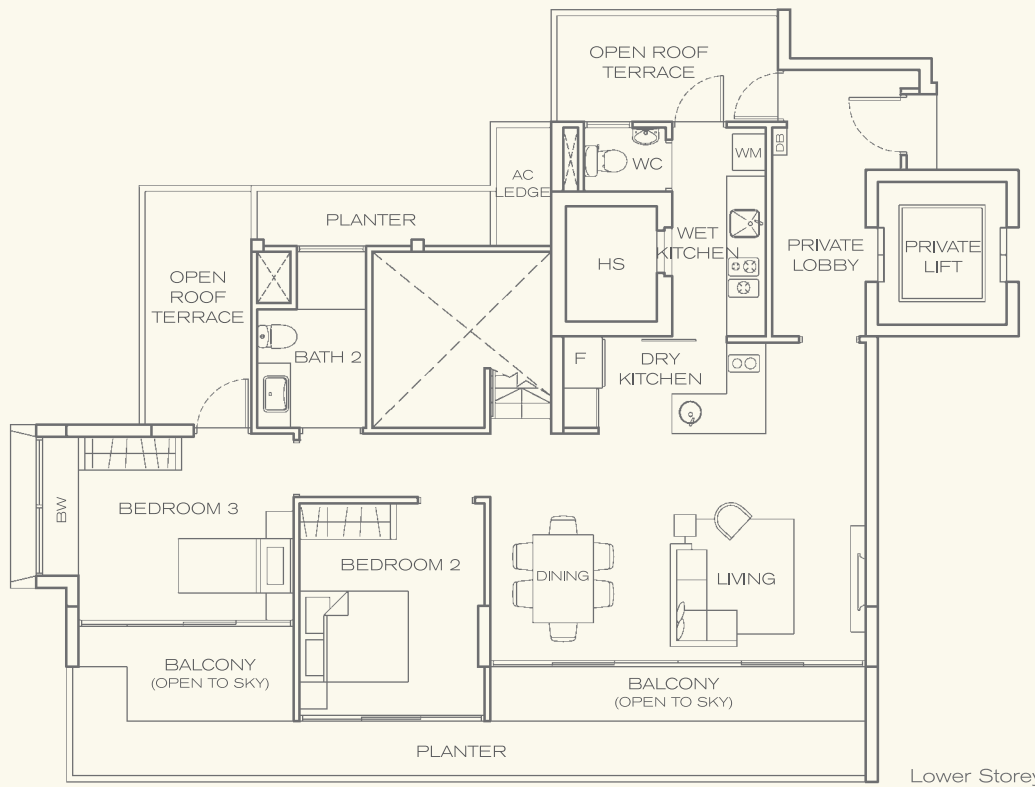 OPEN ROOF
TERRACE
DB
WC
WM
AC
LEDGE
PLANTER
WET
KITCHEN
PRIVATE
LOBBY
PRIVATE
LIFT
HS
OPEN
ROOF
TERRACE
BATH 2
F
DRY
KITCHEN
BW
BEDROOM 3
BEDROOM 2
DINING
LIVING
BALCONY
(OPEN TO SKY)
BALCONY
(OPEN TO SKY)
PLANTER
Lower Storey